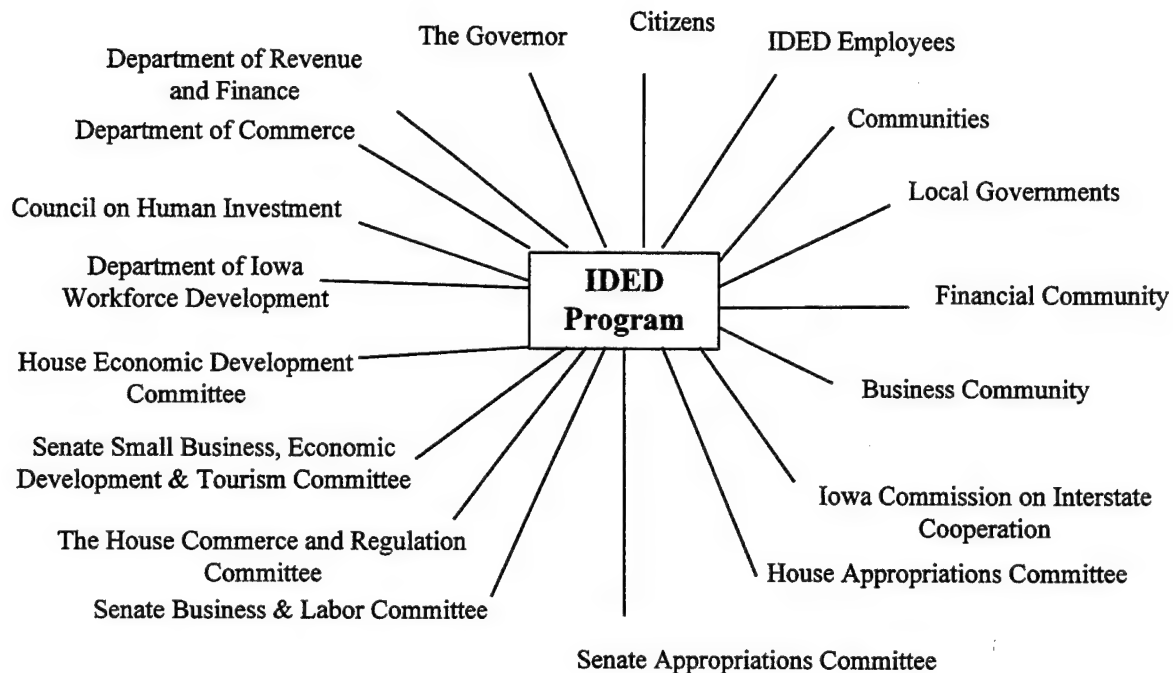 Citizens
The Governor
IDED Employees
Department of Revenue
and Finance
Communities
Department of Commerce
Local Governments
Council on Human Investment
Department of Iowa
Workforce Development
IDED
Program
Financial Community
House Economic Development
Committee
Business Community
Senate Small Business, Economic
Development & Tourism Committee
Iowa Commission on Interstate
Cooperation
The House Commerce and Regulation
Committee
House Appropriations Committee
Senate Business & Labor Committee
Senate Appropriations Committee